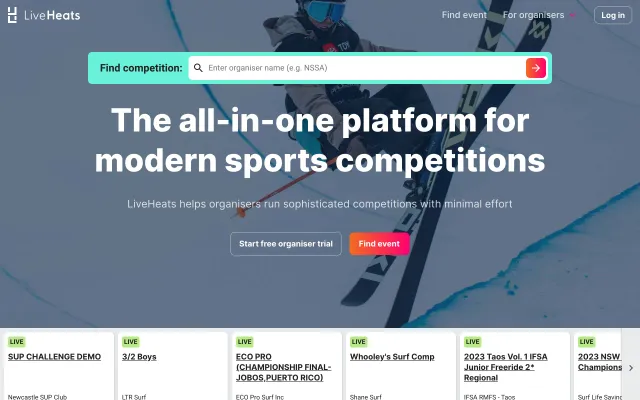 LiveHeats
Find event
For organisers
Log in
Find competition:
Enter organiser name (e.g. NSSA)
The all-in-one platform for
modern sports competitions
LiveHeats helps organisers run sophisticated competitions with minimal effort
Start free organiser trial
Find event
LIVE
SUP CHALLENGE DEMO
Newcastle SUP Club
LIVE
3/2 Boys
LTR Surf
LIVE
ECO PRO
(CHAMPIONSHIP FINAL-
JOBOS,PUERTO RICO)
ECO Pro Surf Inc
LIVE
Whooley's Surf Comp
Shane Surf
LIVE
2023 Taos Vol. 1 IFSA
Junior Freeride 2*
Regional
IFSA RMFS - Taos
LIVE
2023 NSW
Champions
Surf Life Saving